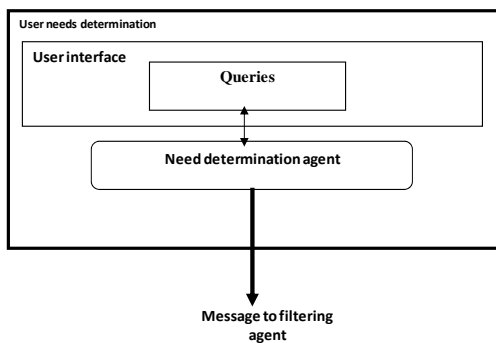 User needs determination
User interface
Queries
Need determination agent
Message to filtering
agent